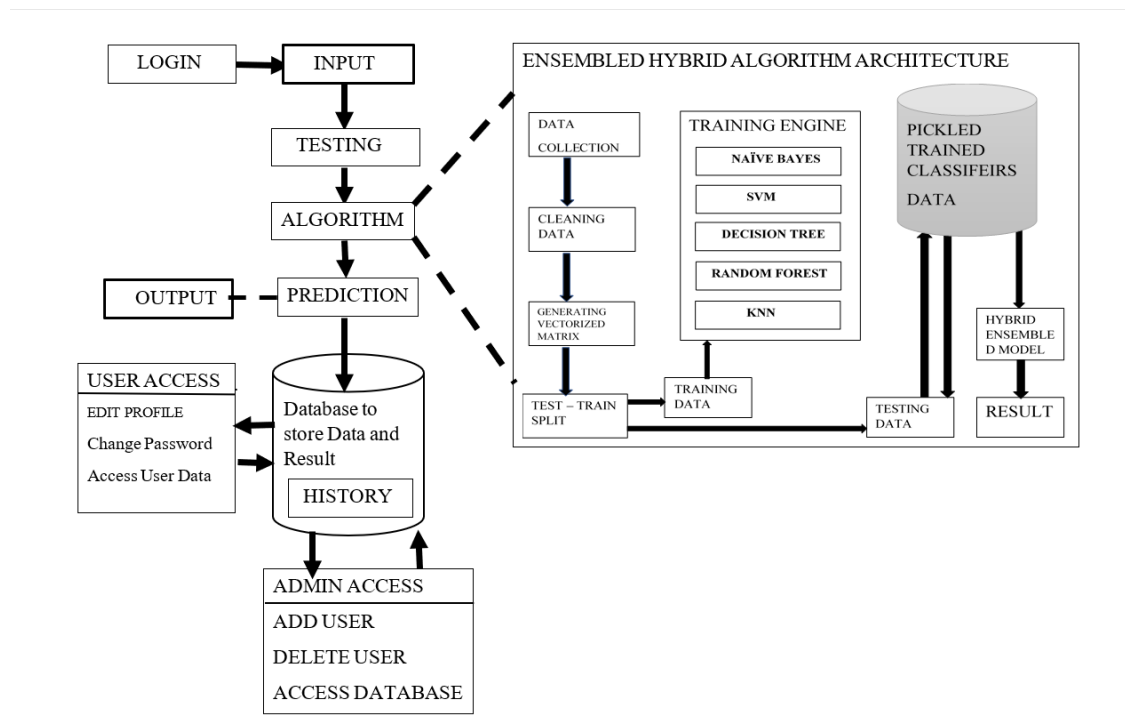 LOGIN
INPUT
TESTING
ALGORITHM
OUTPUT
PREDICTION
USER ACCESS
EDIT PROFILE
Change Password
Access User Data
Database to
store Data and
Result
HISTORY
ADMIN ACCESS
ADD USER
DELETE USER
ACCESS DATABASE
ENSEMBLED HYBRID ALGORITHM ARCHITECTURE
DATA
COLLECTION
CLEANING
DATA
GENERATING
VECTORIZED
MATRIX
TEST – TRAIN
SPLIT
TRAINING
DATA
TRAINING ENGINE
NAÏVE BAYES
SVM
DECISION TREE
RANDOM FOREST
KNN
PICKLED
TRAINED
CLASSIFEIRS
DATA
TESTING
DATA
HYBRID
ENSEMBLE
D MODEL
RESULT